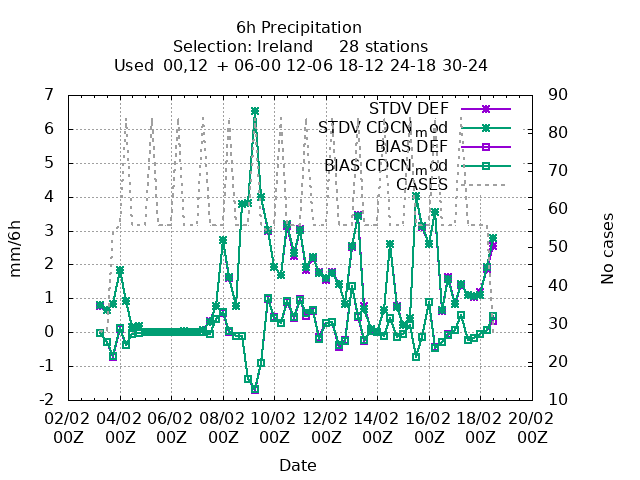 6h Precipitation
Selection: Ireland     28 stations
Used  00,12  + 06-00 12-06 18-12 24-18 30-24
STDV DEF
STDV CDCN_mod
BIAS DEF
BIAS CDCN_mod
CASES
mm/6h
7
6
5
4
3
2
1
0
-1
-2
No cases
90
80
70
60
50
40
30
20
10
02/02 04/02 06/02 08/02 10/02 12/02 14/02 16/02 18/02 20/02
00Z 00Z 00Z 00Z 00Z 00Z 00Z 00Z 00Z 00Z
Date